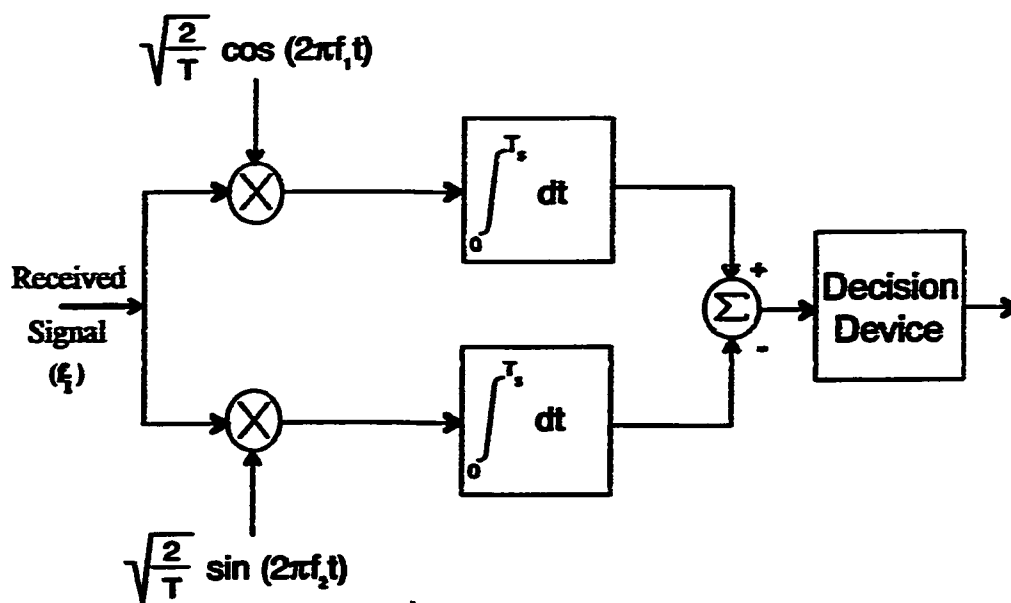 √(2/T) cos (2πf₁t)
∫₀^Tₛ dt
Received
Signal
+
Σ
-
Decision
Device
∫₀^Tₛ dt
√(2/T) sin (2πf₂t)